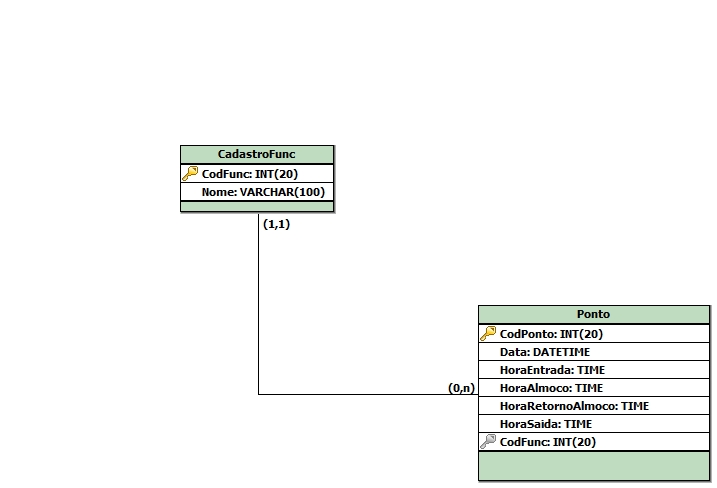 CadastroFunc
CodFunc: INT(20)
Nome: VARCHAR(100)
(1,1)
Ponto
CodPonto: INT(20)
Data: DATETIME
HoraEntrada: TIME
(0,n)
HoraAlmoco: TIME
HoraRetornoAlmoco: TIME
HoraSaida: TIME
CodFunc: INT(20)